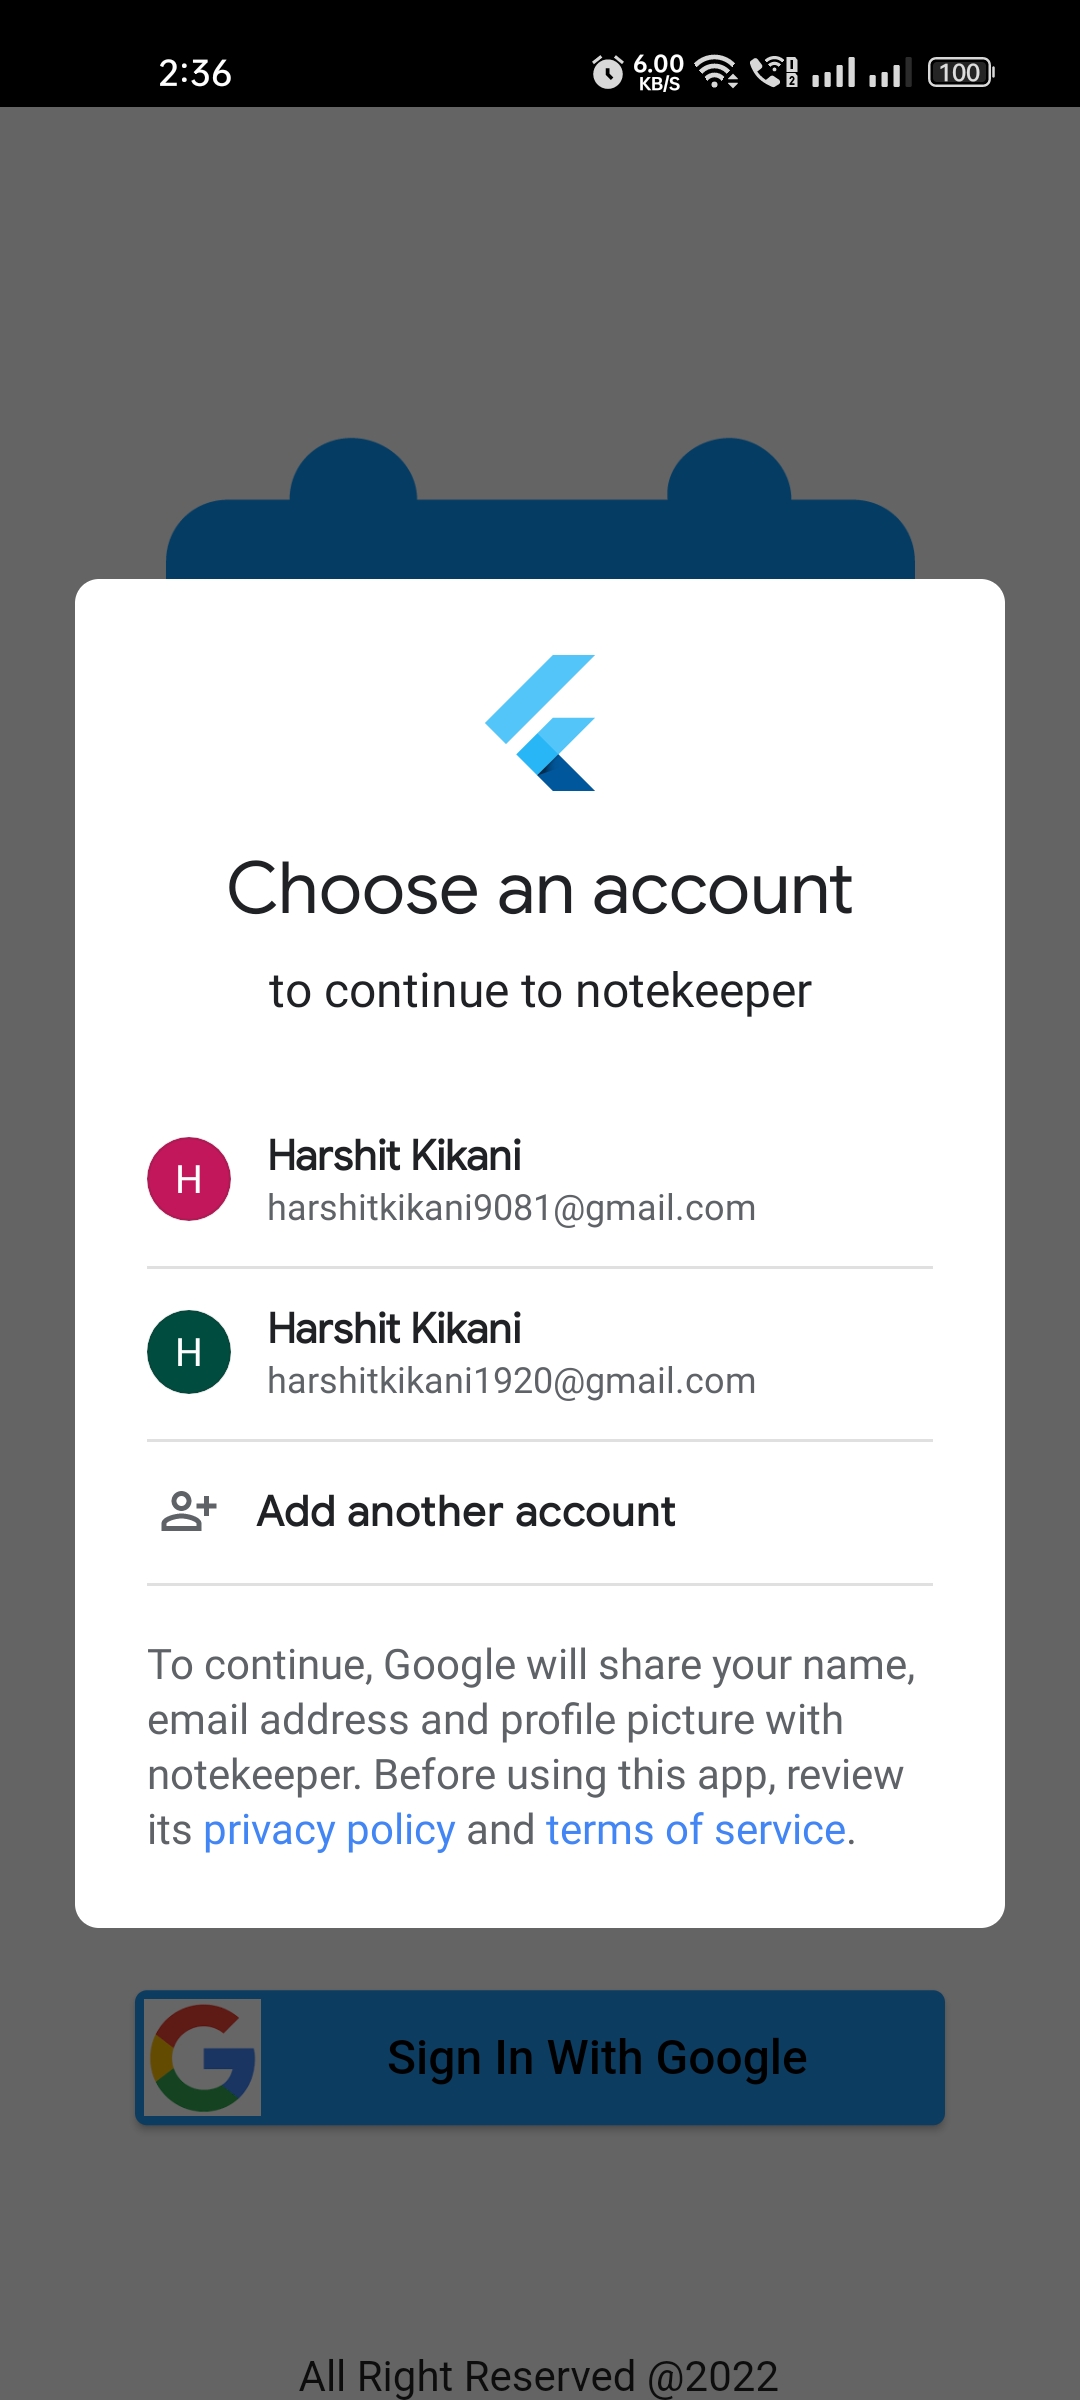 2:36
6.00
KB/S
1
2
100
Choose an account
to continue to notekeeper
H
Harshit Kikani
harshitkikani9081@gmail.com
H
Harshit Kikani
harshitkikani1920@gmail.com
Add another account
To continue, Google will share your name,
email address and profile picture with
notekeeper. Before using this app, review
its privacy policy and terms of service.
Sign In With Google
All Right Reserved @2022